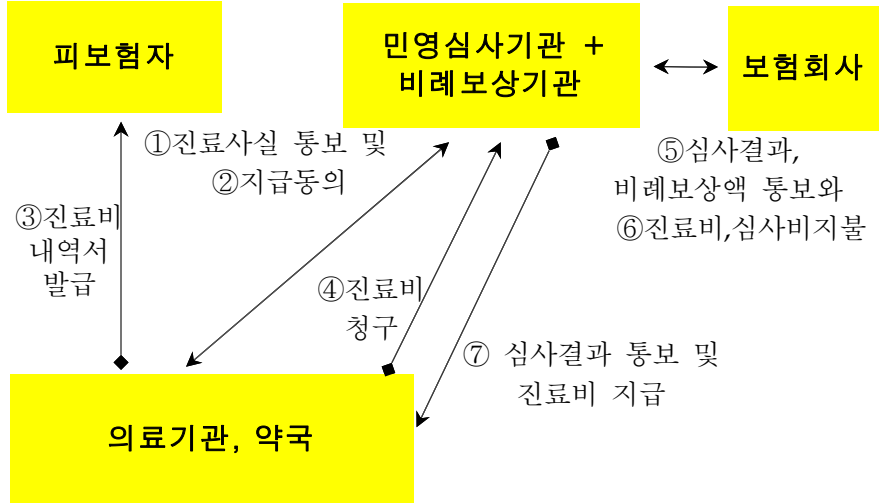 피보험자
민영심사기관 +
비례보상기관
보험회사
①진료사실 통보 및
②지급동의
⑤심사결과,
비례보상액 통보와
⑥진료비,심사비지불
③진료비
내역서
발급
④진료비
청구
⑦ 심사결과 통보 및
진료비 지급
의료기관, 약국